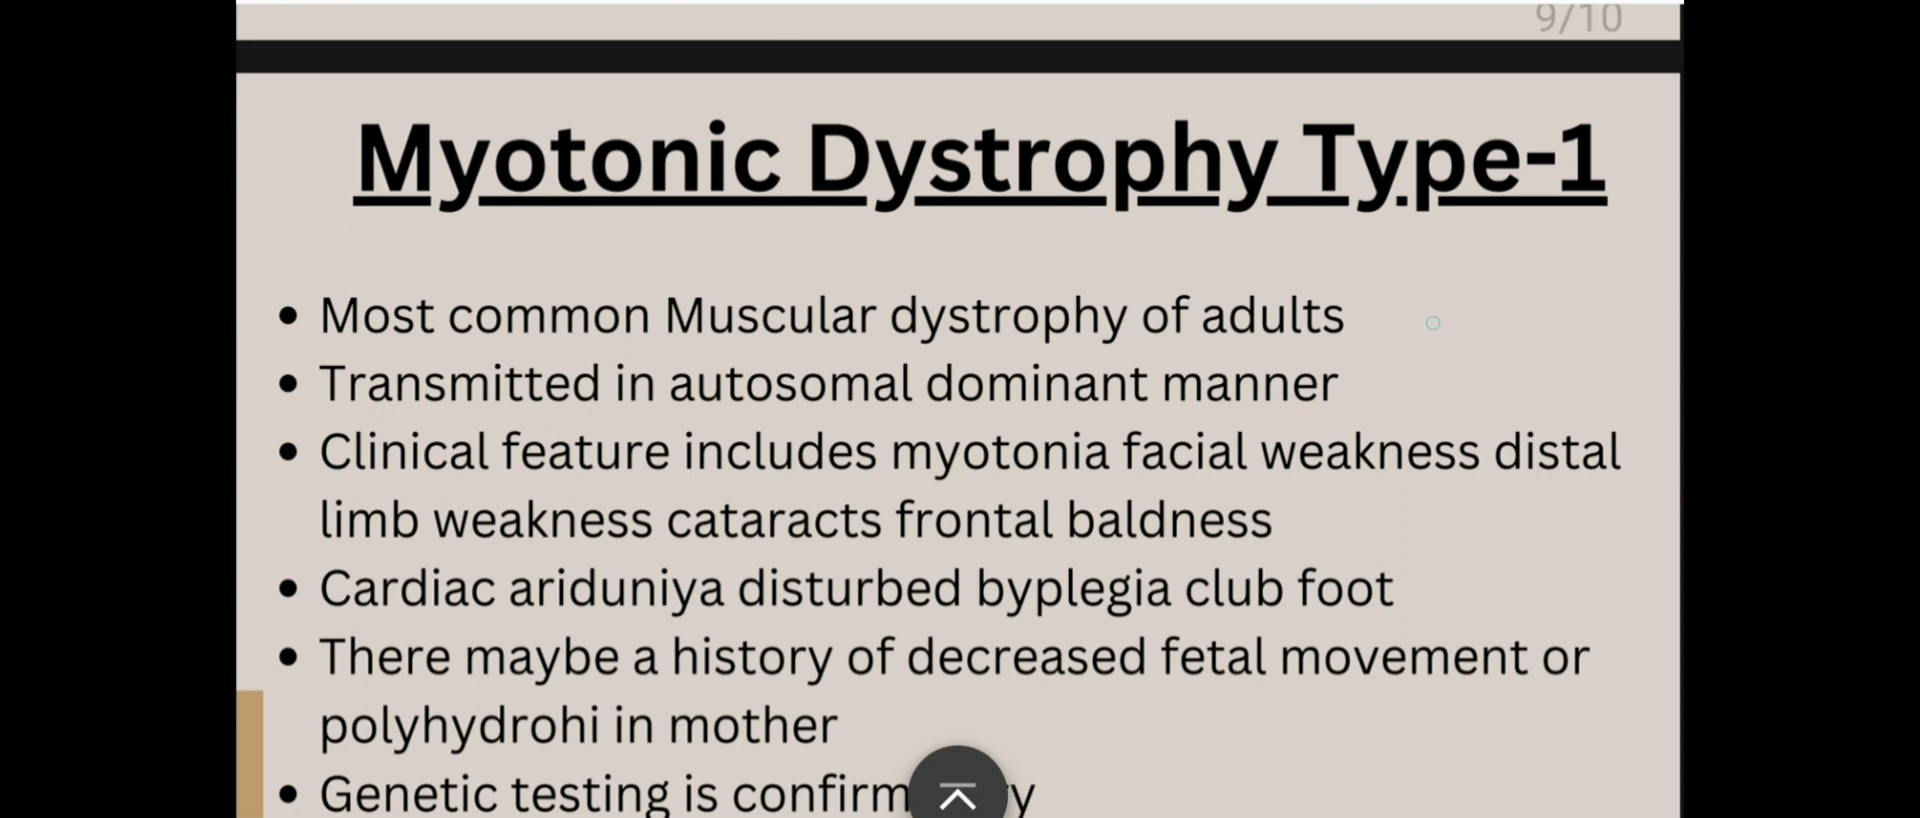 9/10
Myotonic Dystrophy Type-1
• Most common Muscular dystrophy of adults
• Transmitted in autosomal dominant manner
• Clinical feature includes myotonia facial weakness distal
limb weakness cataracts frontal baldness
• Cardiac ariduniya disturbed byplegia club foot
• There maybe a history of decreased fetal movement or
polyhydrohi in mother
• Genetic testing is